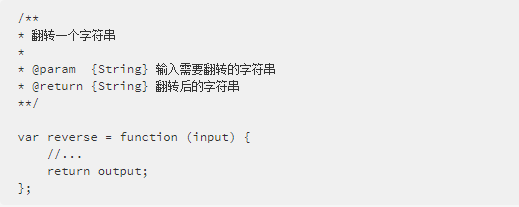 /**
* 翻转一个字符串
*
* @param  {String} 输入需要翻转的字符串
* @return {String} 翻转后的字符串
**/

var reverse = function (input) {
    //...
    return output;
};